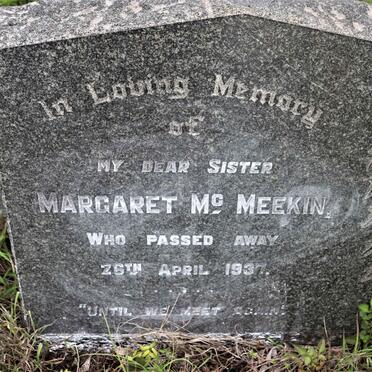 In Loving Memory
of
MY DEAR SISTER
MARGARET Mc MEEKIN,
WHO PASSED AWAY
26TH APRIL 1937.
"UNTIL WE MEET AGAIN."